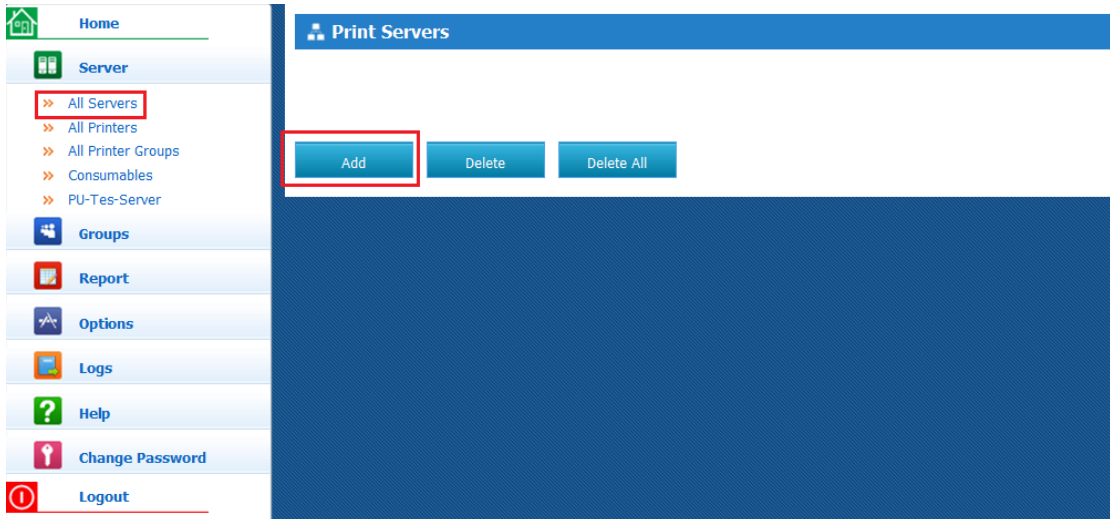 Home
Server
All Servers
All Printers
All Printer Groups
Consumables
PU-Tes-Server
Groups
Report
Options
Logs
Help
Change Password
Logout
Print Servers
Add Delete Delete All